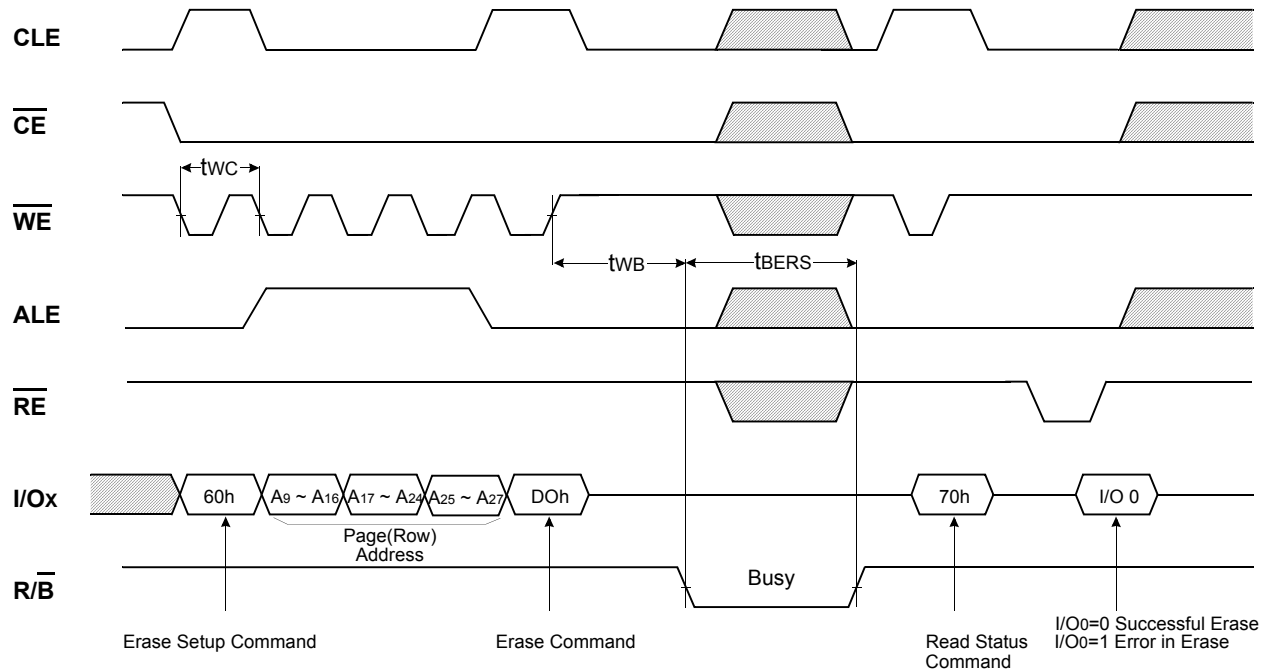 CLE
CE
tWC
WE
tWB
tBERS
ALE
RE
I/Ox
60h
A9 ~ A16
A17 ~ A24
A25 ~ A27
DOh
70h
I/O 0
Page(Row)
Address
R/B
Busy
Erase Setup Command
Erase Command
Read Status
Command
I/O0=0 Successful Erase
I/O0=1 Error in Erase